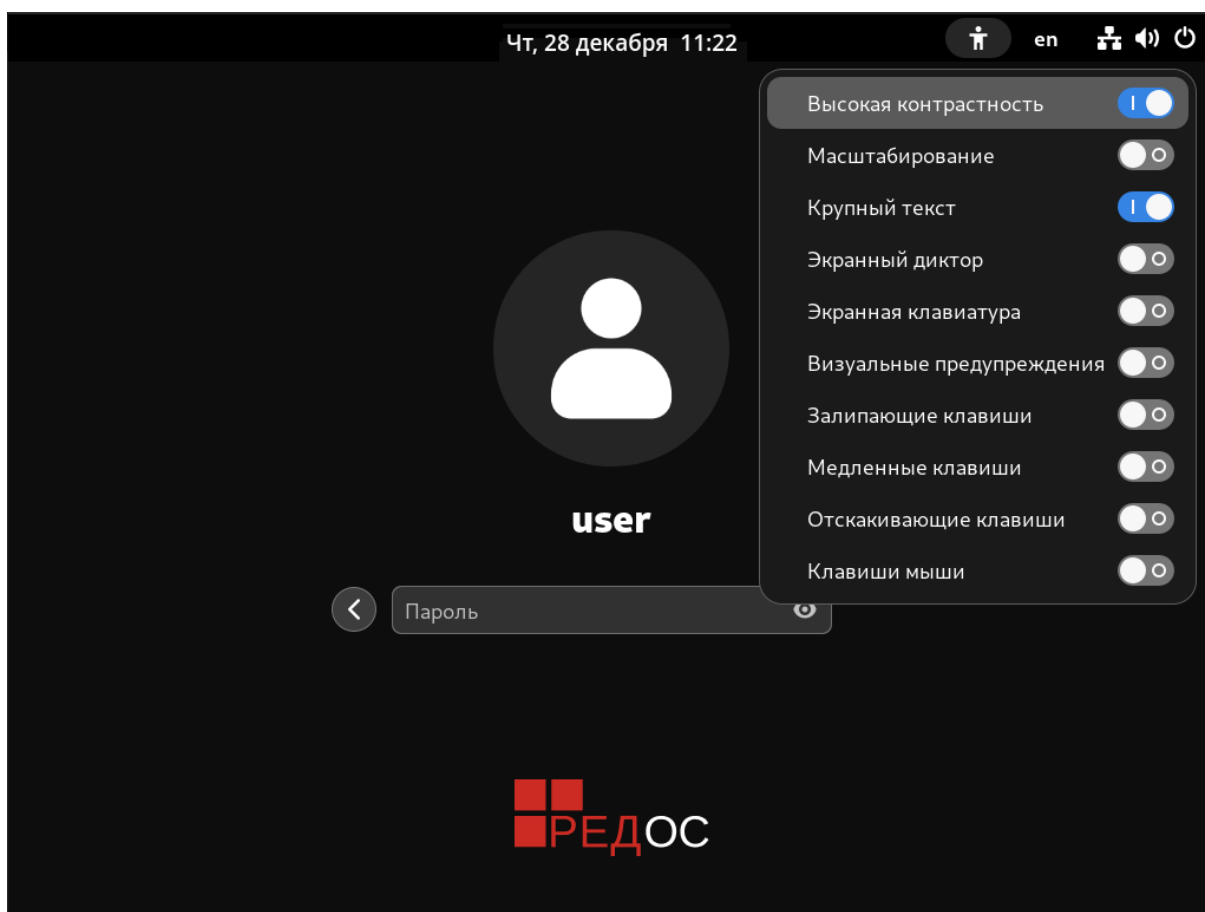 Чт, 28 декабря 11:22
en
Высокая контрастность
Масштабирование
Крупный текст
Экранный диктор
Экранная клавиатура
Визуальные предупреждения
Залипающие клавиши
Медленные клавиши
Отскакивающие клавиши
Клавиши мыши
user
Пароль
РЕДОС